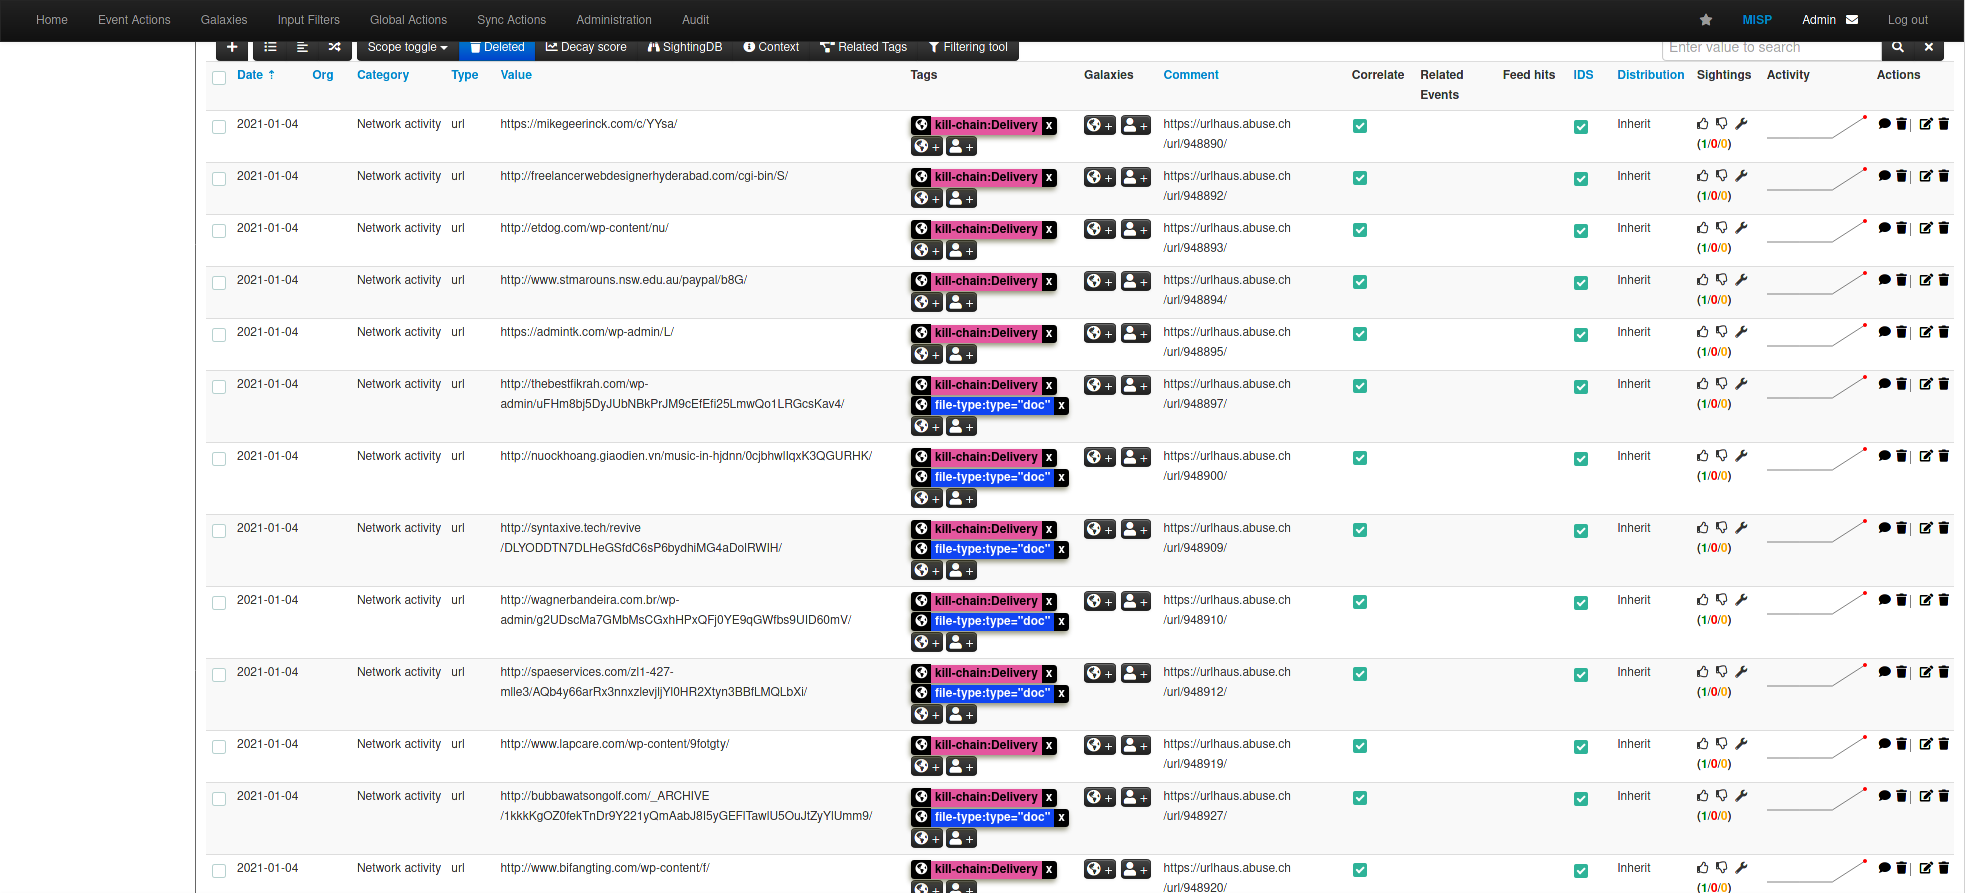 Home Event Actions Galaxies Input Filters Global Actions Sync Actions Administration Audit MISP Admin Log out
Scope toggle Deleted Decay score SightingDB Context Related Tags Filtering tool Enter value to search
Date Org Category Type Value Tags Galaxies Comment Correlate Related Events Feed hits IDS Distribution Sightings Activity Actions
2021-01-04 Network activity url https://mikegeerinck.com/c/YYsa/ kill-chain:Delivery x https://urlhaus.abuse.ch Inherit
+ + + + /url/948890/ (1/0/0)
2021-01-04 Network activity url http://freelancerwebdesignerhyderabad.com/cgi-bin/S/ kill-chain:Delivery x https://urlhaus.abuse.ch Inherit
+ + + + /url/948892/ (1/0/0)
2021-01-04 Network activity url http://etdog.com/wp-content/nu/ kill-chain:Delivery x https://urlhaus.abuse.ch Inherit
+ + + + /url/948893/ (1/0/0)
2021-01-04 Network activity url http://www.stmarouns.nsw.edu.au/paypal/b8G/ kill-chain:Delivery x https://urlhaus.abuse.ch Inherit
+ + + + /url/948894/ (1/0/0)
2021-01-04 Network activity url https://admintk.com/wp-admin/L/ kill-chain:Delivery x https://urlhaus.abuse.ch Inherit
+ + + + /url/948895/ (1/0/0)
2021-01-04 Network activity url http://thebestfikrah.com/wp- kill-chain:Delivery x + + https://urlhaus.abuse.ch Inherit
admin/uFHm8bj5DyJUbNBkPrJM9cEfEfi25LmwQo1LRGcsKav4/ file-type:type="doc" x /url/948897/ (1/0/0)
+ +
2021-01-04 Network activity url http://nuockhoang.giaodien.vn/music-in-hjdnn/0cjbhwIlqxK3QGURHK/ kill-chain:Delivery x + + https://urlhaus.abuse.ch Inherit
file-type:type="doc" x /url/948900/ (1/0/0)
+ +
2021-01-04 Network activity url http://syntaxive.tech/revive kill-chain:Delivery x + + https://urlhaus.abuse.ch Inherit
/DLYODDTN7DLHeGSfdC6sP6bydhiMG4aDolRWIH/ file-type:type="doc" x /url/948909/ (1/0/0)
+ +
2021-01-04 Network activity url http://wagnerbandeira.com.br/wp- kill-chain:Delivery x + + https://urlhaus.abuse.ch Inherit
admin/g2UDscMa7GMbMsCGxhHPxQFj0YE9qGWfbs9UID60mV/ file-type:type="doc" x /url/948910/ (1/0/0)
+ +
2021-01-04 Network activity url http://spaeservices.com/zl1-427- kill-chain:Delivery x + + https://urlhaus.abuse.ch Inherit
mlle3/AQb4y66arRx3nnxzlevjljYl0HR2Xtyn3BBfLMQLbXi/ file-type:type="doc" x /url/948912/ (1/0/0)
+ +
2021-01-04 Network activity url http://www.lapcare.com/wp-content/9fotgty/ kill-chain:Delivery x https://urlhaus.abuse.ch Inherit
+ + + + /url/948919/ (1/0/0)
2021-01-04 Network activity url http://bubbawatsongolf.com/_ARCHIVE kill-chain:Delivery x + + https://urlhaus.abuse.ch Inherit
/1kkkKgOZ0fekTnDr9Y221yQmAabJ8I5yGEFlTawlU5OuJtZyYlUmm9/ file-type:type="doc" x /url/948927/ (1/0/0)
+ +
2021-01-04 Network activity url http://www.bifangting.com/wp-content/f/ kill-chain:Delivery x https://urlhaus.abuse.ch Inherit
+ + + + /url/948920/ (1/0/0)